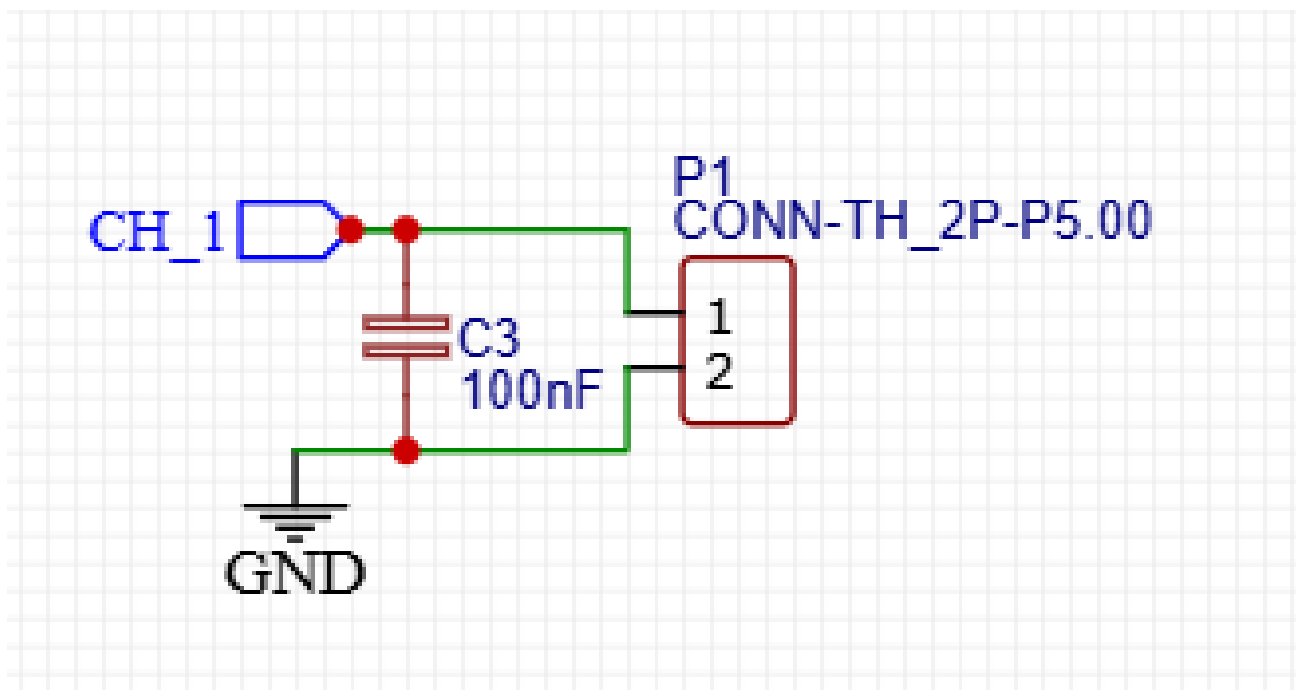 P1
CONN-TH_2P-P5.00
CH_1
1
2
C3
100nF
GND